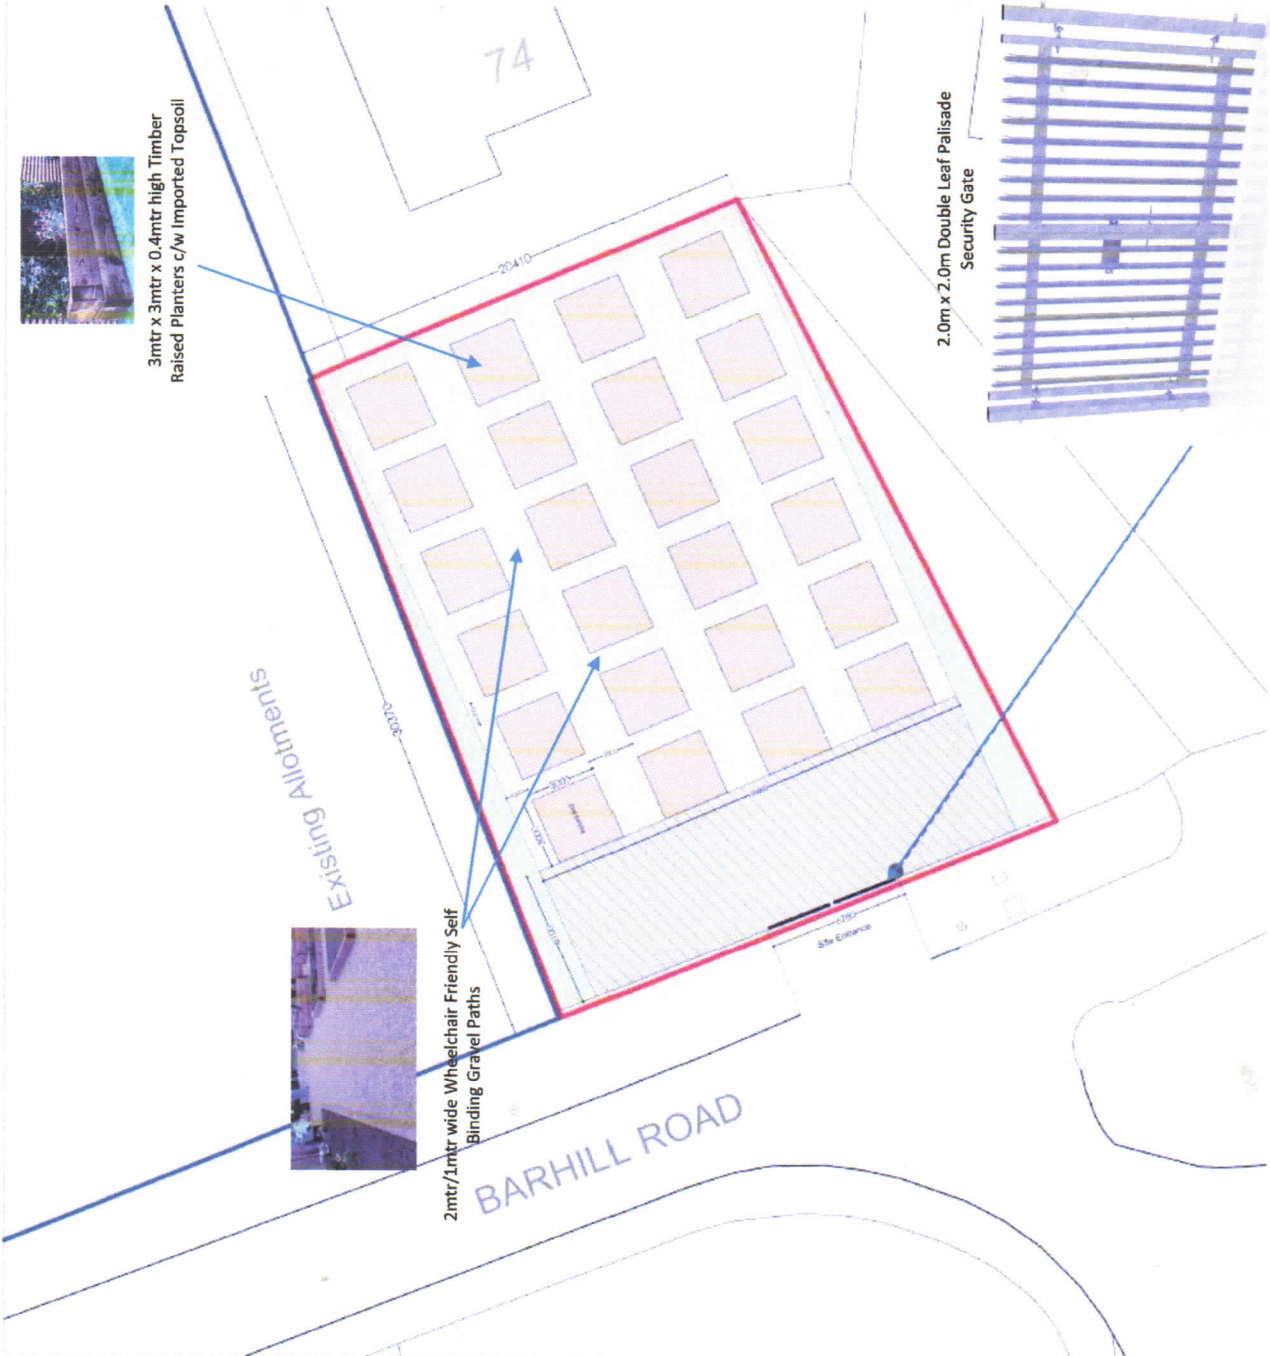 74
3mtr x 3mtr x 0.4mtr high Timber
Raised Planters c/w Imported Topsoil
20410
2.0m x 2.0m Double Leaf Palisade
Security Gate
Existing Allotments
30370
3000
2mtr/1mtr wide Wheelchair Friendly Self
Binding Gravel Paths
Site Entrance
BARHILL ROAD